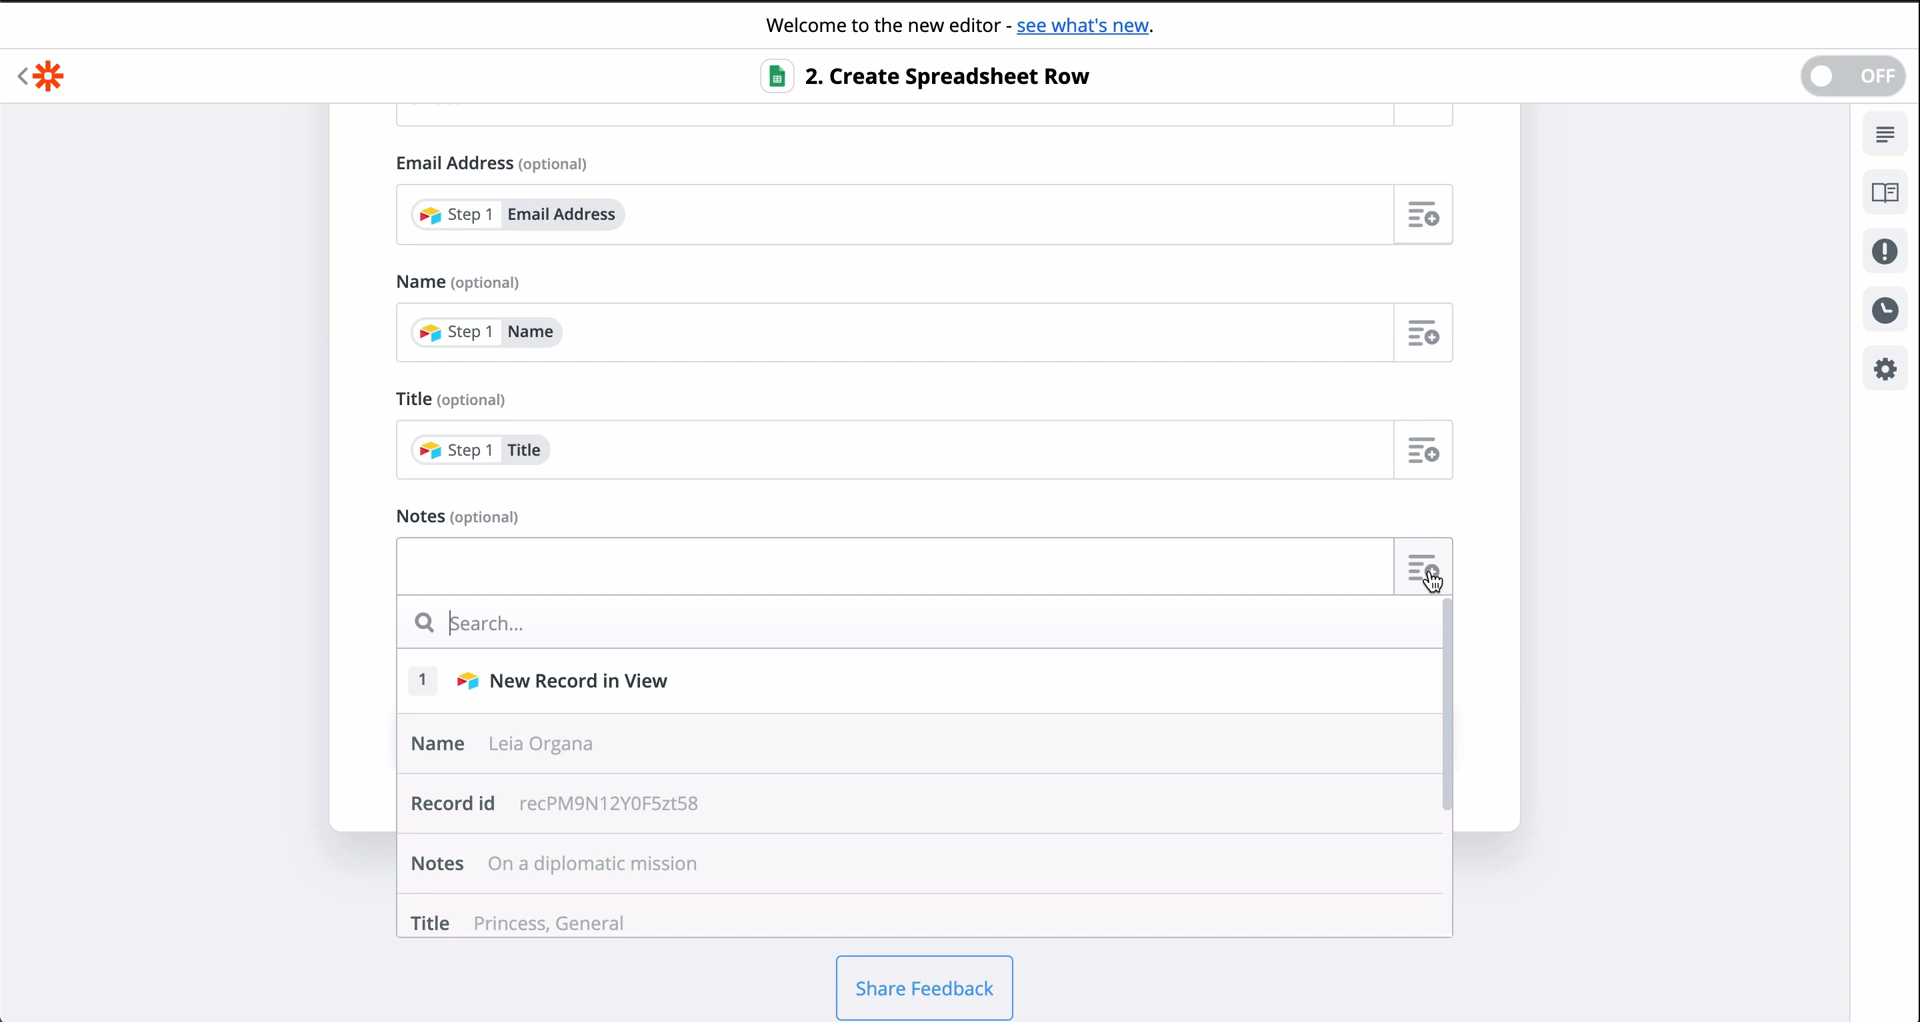 Welcome to the new editor - see what's new.
2. Create Spreadsheet Row
OFF
Email Address (optional)
Step 1 Email Address
Name (optional)
Step 1 Name
Title (optional)
Step 1 Title
Notes (optional)
Search...
1 New Record in View
Name Leia Organa
Record id recPM9N12Y0F5zt58
Notes On a diplomatic mission
Title Princess, General
Share Feedback